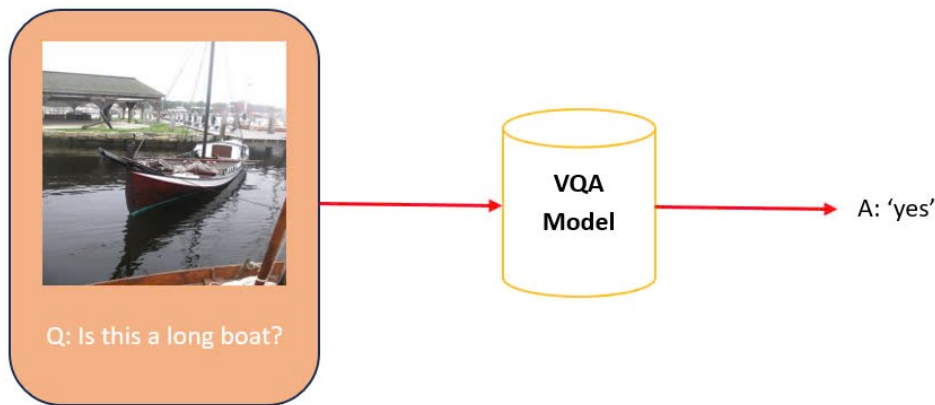 Q: Is this a long boat?
VQA
Model
A: ‘yes’